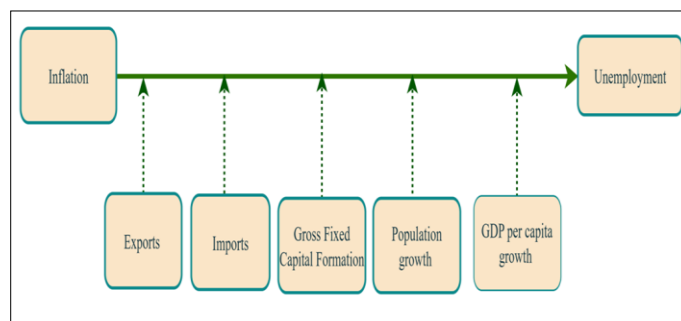 Inflation
Unemployment
Exports
Imports
Gross Fixed
Capital Formation
Population
growth
GDP per capita
growth